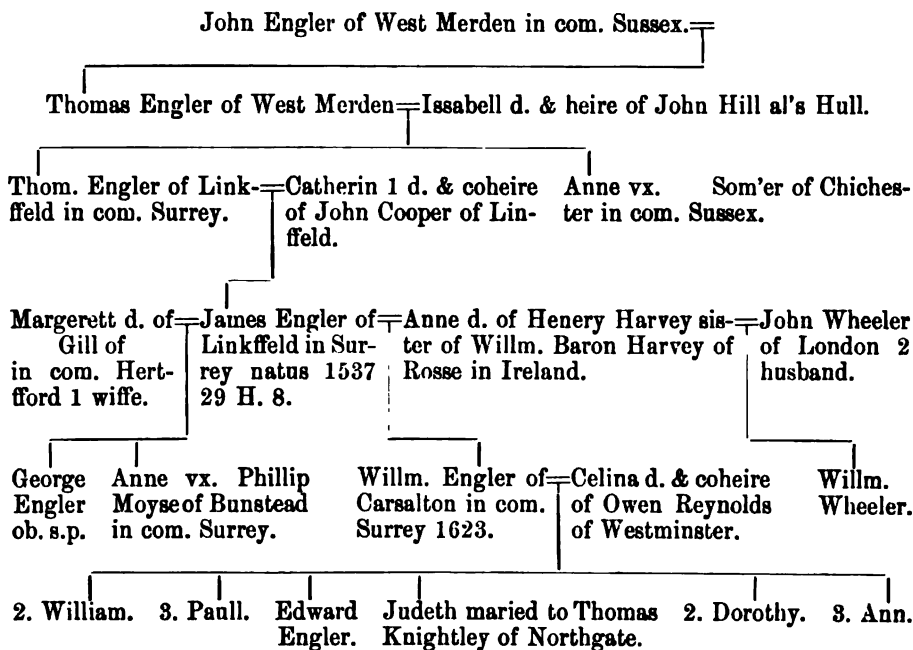 John Engler of West Merden in com. Sussex.
Thomas Engler of West Merden Issabell d. & heire of John Hill al's Hull.
Thom. Engler of Link-
ffeld in com. Surrey.
Catherin 1 d. & coheire
of John Cooper of Lin-
ffeld.
Anne vx. Som'er of Chiches-
ter in com. Sussex.
Margerett d. of
Gill of
in com. Hert-
fford 1 wiffe.
James Engler of
Linkffeld in Sur-
rey natus 1537
29 H. 8.
Anne d. of Henery Harvey sis-
ter of Willm. Baron Harvey of
Rosse in Ireland.
John Wheeler
of London 2
husband.
George
Engler
ob. s.p.
Anne vx. Phillip
Moyse of Bunstead
in com. Surrey.
Willm. Engler of
Carsalton in com.
Surrey 1623.
Celina d. & coheire
of Owen Reynolds
of Westminster.
Willm.
Wheeler.
2. William.
3. Paull.
Edward
Engler.
Judeth maried to Thomas
Knightley of Northgate.
2. Dorothy.
3. Ann.